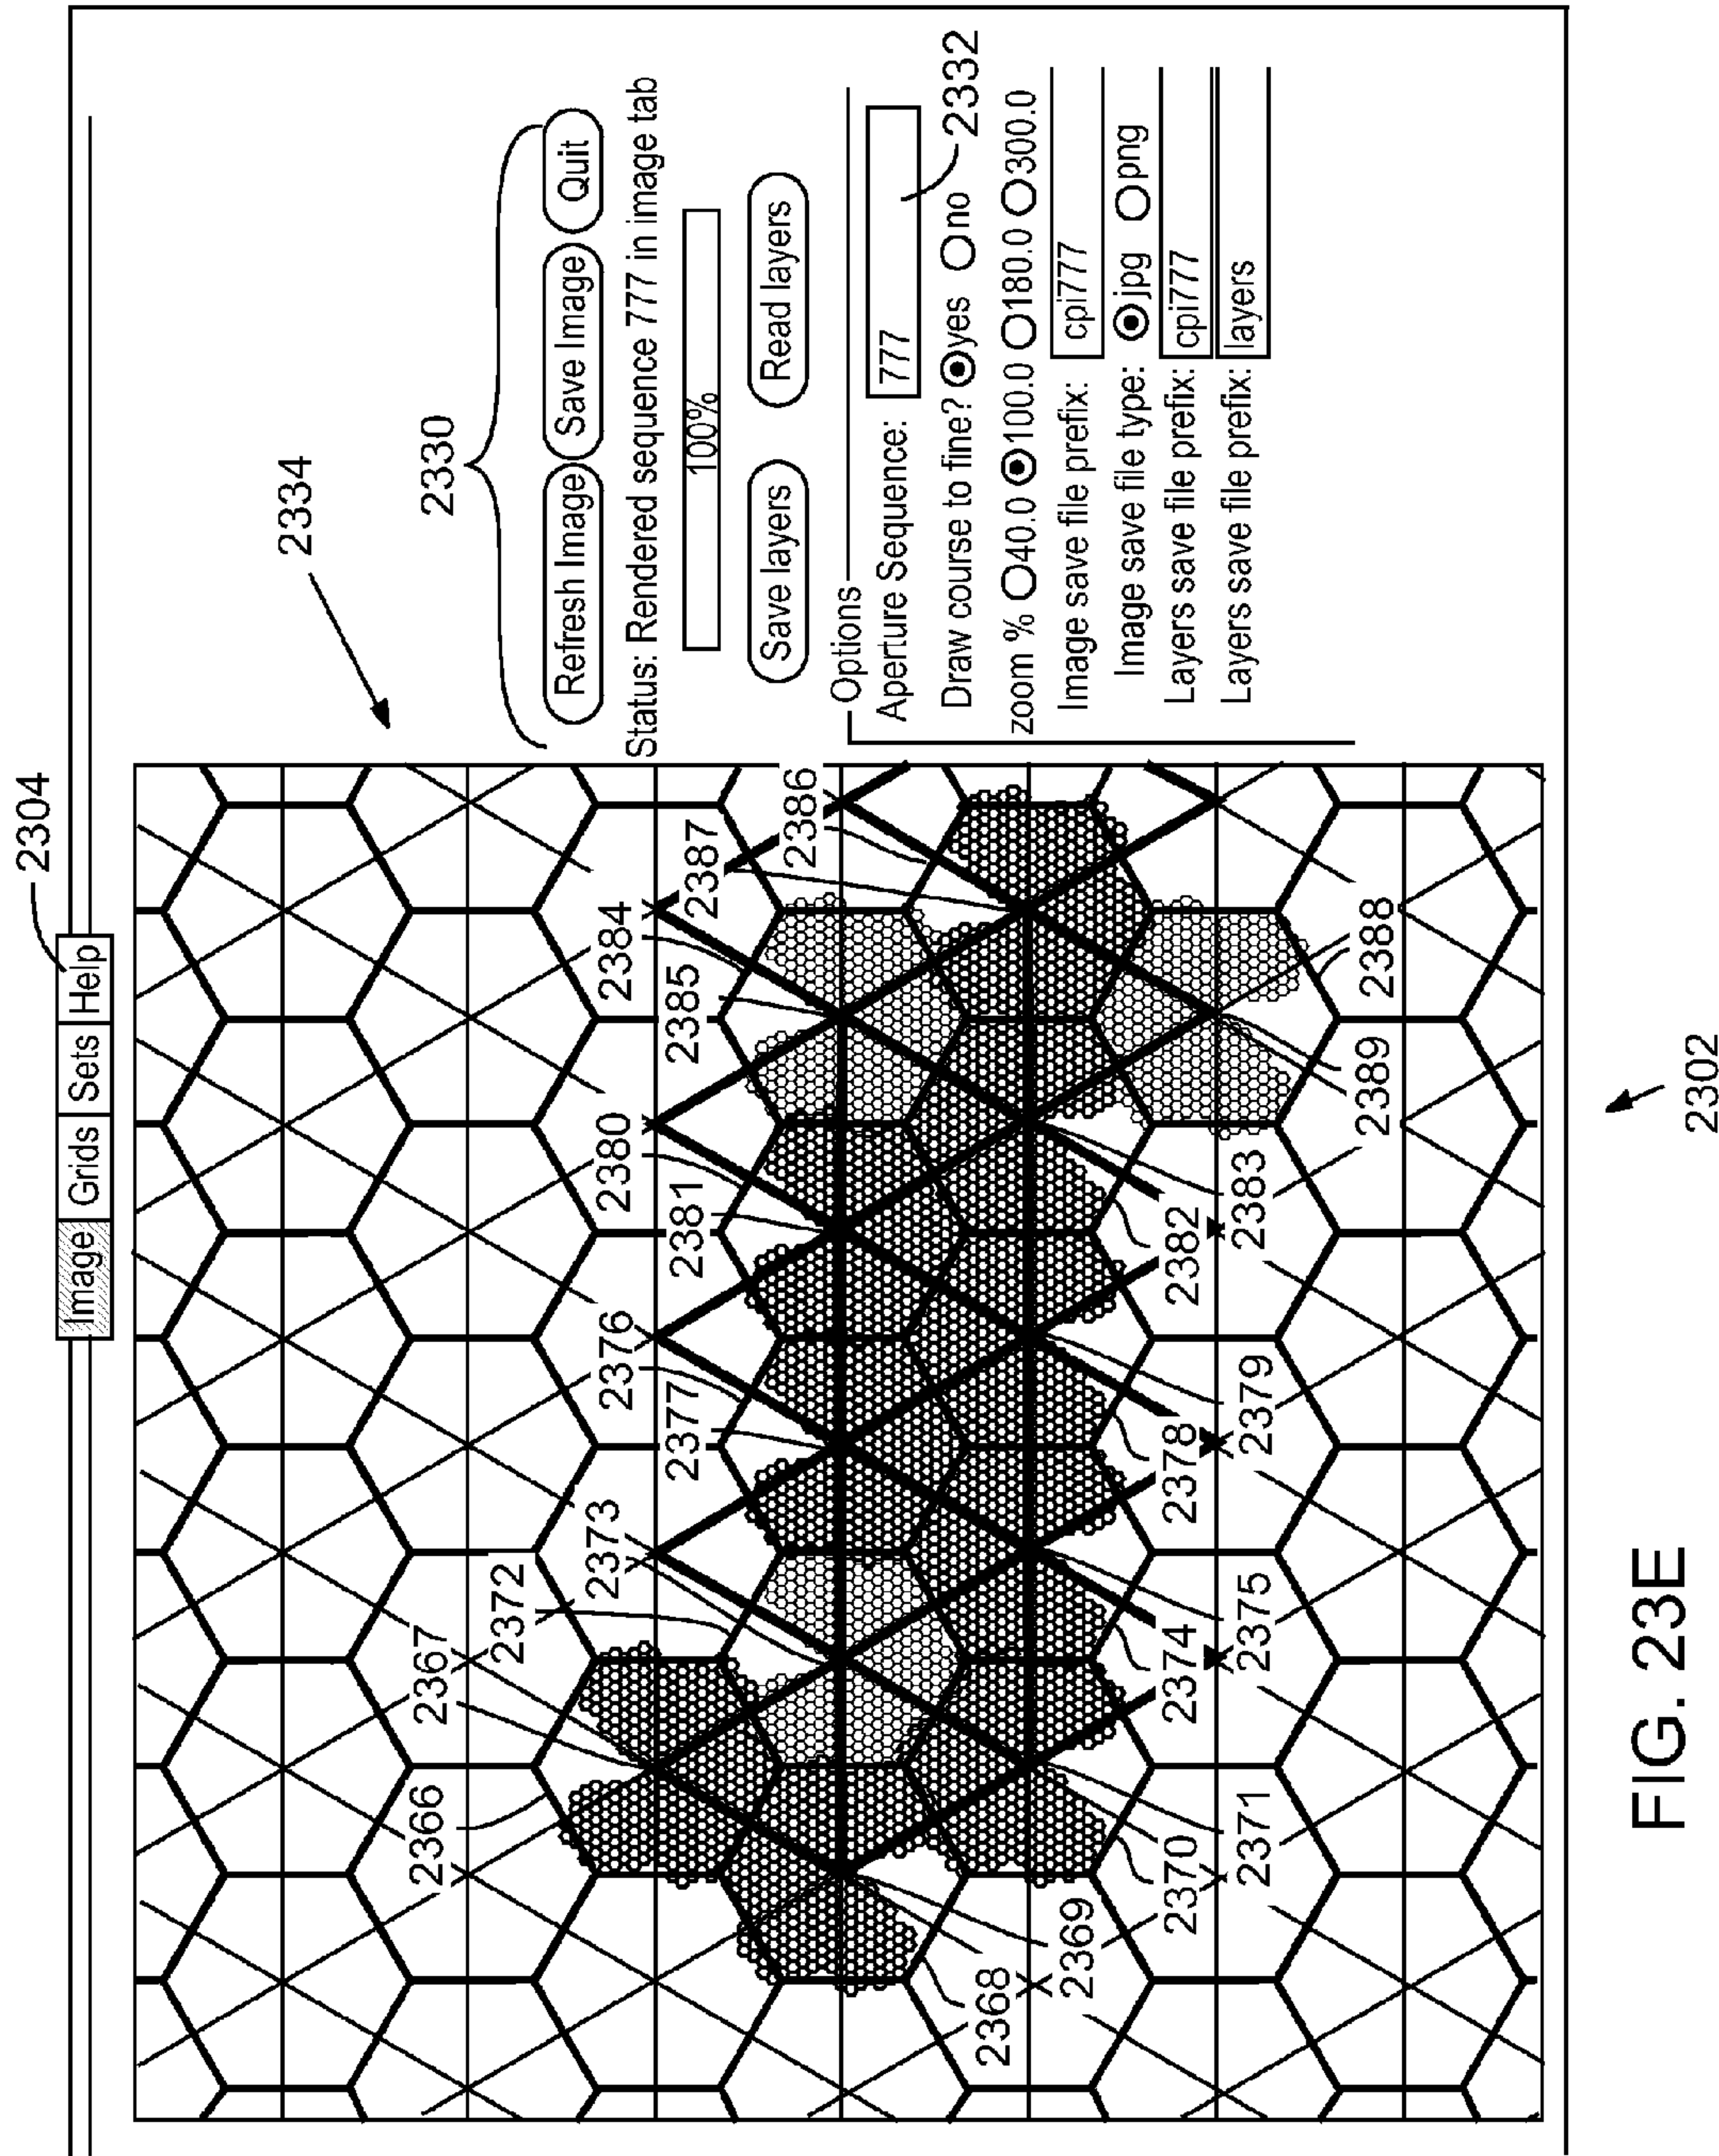 2304
Image Grids Sets Help
2334
2330
Refresh Image Save Image Quit
Status: Rendered sequence 777 in image tab
100%
Save layers Read layers
Options
Aperture Sequence: 777
2332
Draw course to fine? yes no
zoom % 40.0 100.0 180.0 300.0
Image save file prefix: cpi777
Image save file type: jpg png
Layers save file prefix: cpi777
Layers save file prefix: layers
2366
2367
2372
2373
2376
2377
2380
2381
2384
2385
2387
2386
2368
2369
2370
2371
2374
2375
2378
2379
2382
2383
2389
2388
2302
FIG. 23E